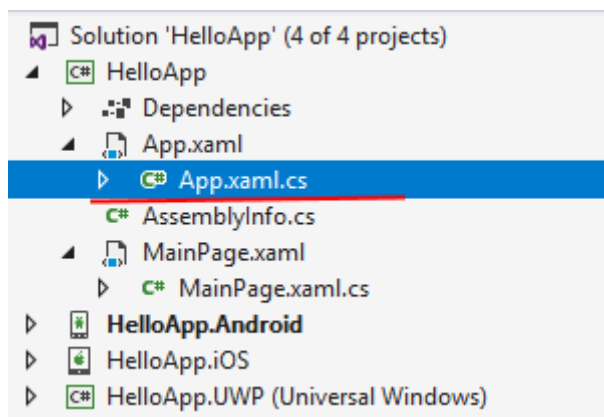 Solution 'HelloApp' (4 of 4 projects)
C# HelloApp
Dependencies
App.xaml
C# App.xaml.cs
C# AssemblyInfo.cs
MainPage.xaml
C# MainPage.xaml.cs
HelloApp.Android
HelloApp.iOS
C# HelloApp.UWP (Universal Windows)